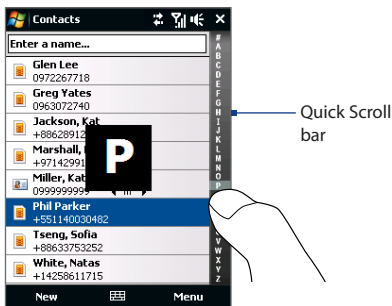 Contacts
Enter a name...
Glen Lee
0972267718
Greg Yates
0963072740
Jackson, Kat
+88628912
Marshall,
+97142991
Miller, Kat
0999999999 m
P
Phil Parker
+551140030482
Tseng, Sofia
+88633753252
White, Natas
+14258611715
New
Menu
#
A
B
C
D
E
F
G
H
I
J
K
L
M
N
O
P
V
W
X
Y
Z
Quick Scroll
bar